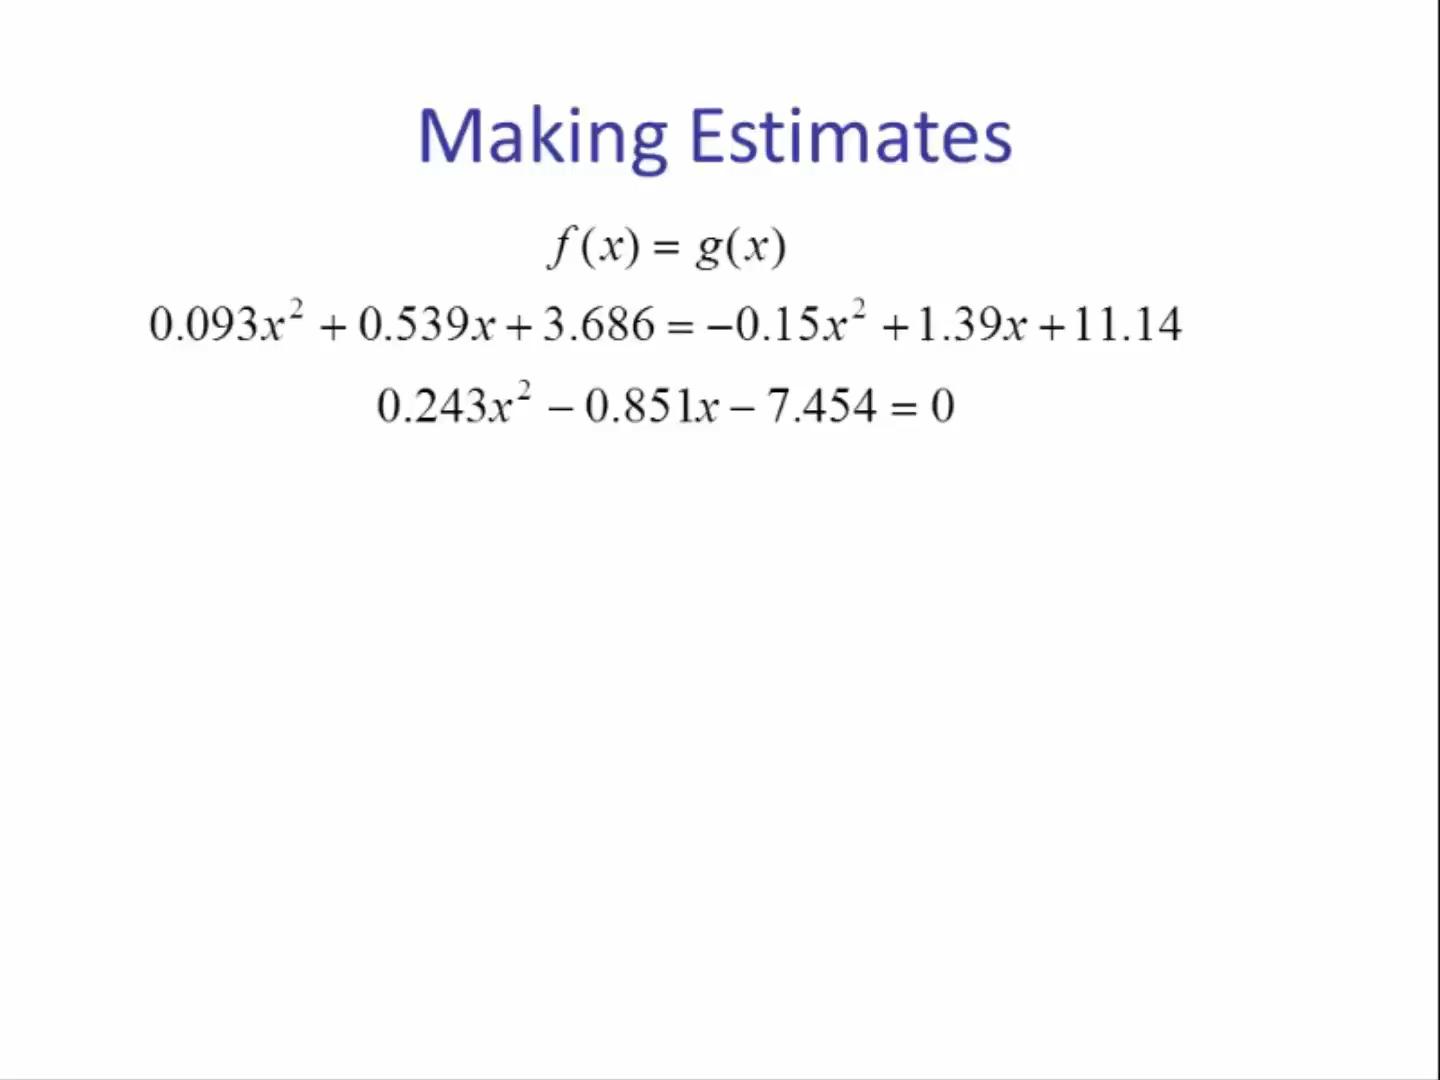 Making Estimates
f(x) = g(x)
0.093x² + 0.539x + 3.686 = −0.15x² + 1.39x + 11.14
0.243x² − 0.851x − 7.454 = 0